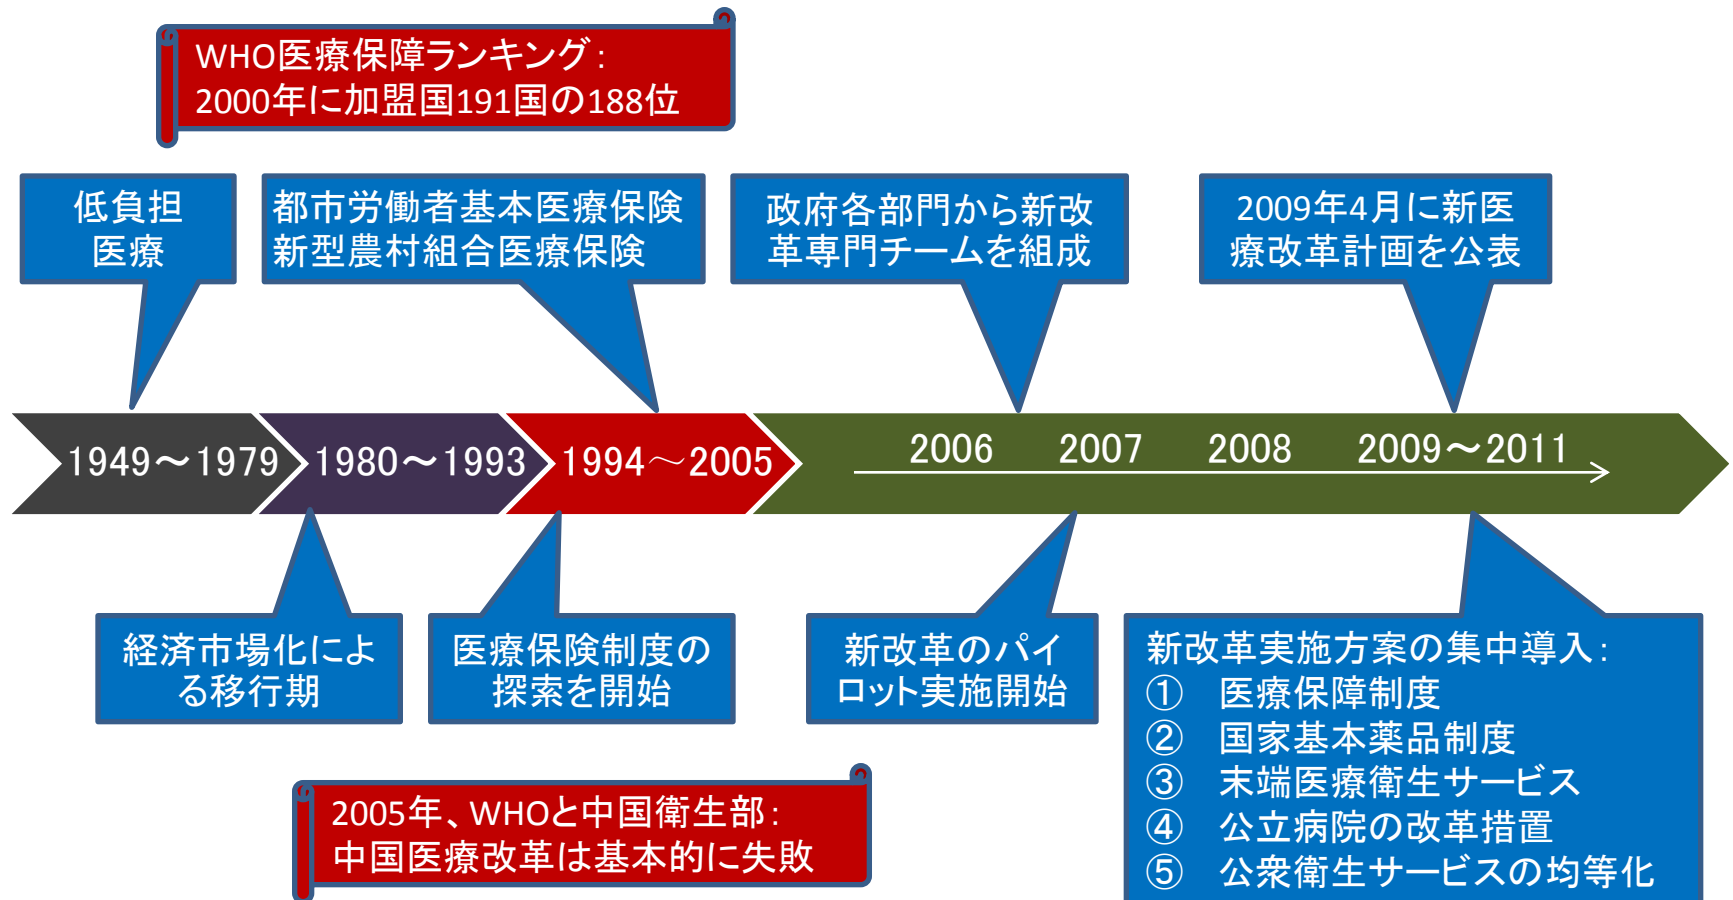 WHO医療保障ランキング：
2000年に加盟国191国の188位
低負担
医療
都市労働者基本医療保険
新型農村組合医療保険
政府各部門から新改
革専門チームを組成
2009年4月に新医
療改革計画を公表
1949～1979
1980～1993
1994～2005
2006
2007
2008
2009～2011
経済市場化によ
る移行期
医療保険制度の
探索を開始
新改革のパイ
ロット実施開始
新改革実施方案の集中導入：
① 医療保障制度
② 国家基本薬品制度
③ 末端医療衛生サービス
④ 公立病院の改革措置
⑤ 公衆衛生サービスの均等化
2005年、WHOと中国衛生部：
中国医療改革は基本的に失敗